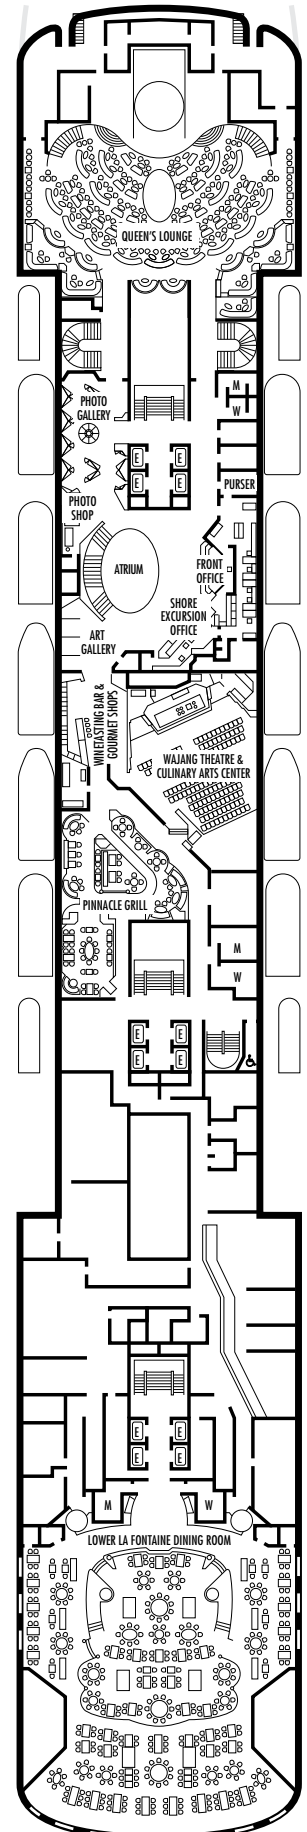 QUEEN'S LOUNGE
M
W
PHOTO
GALLERY
E E
E E
PURSER
PHOTO
SHOP
ATRIUM
FRONT
OFFICE
SHORE
EXCURSION
OFFICE
ART
GALLERY
WINETASTING BAR &
GOURMET SHOPS
WAJANG THEATRE &
CULINARY ARTS CENTER
PINNACLE GRILL
M
W
E E
E E
E E
E E
M W
LOWER LA FONTAINE DINING ROOM